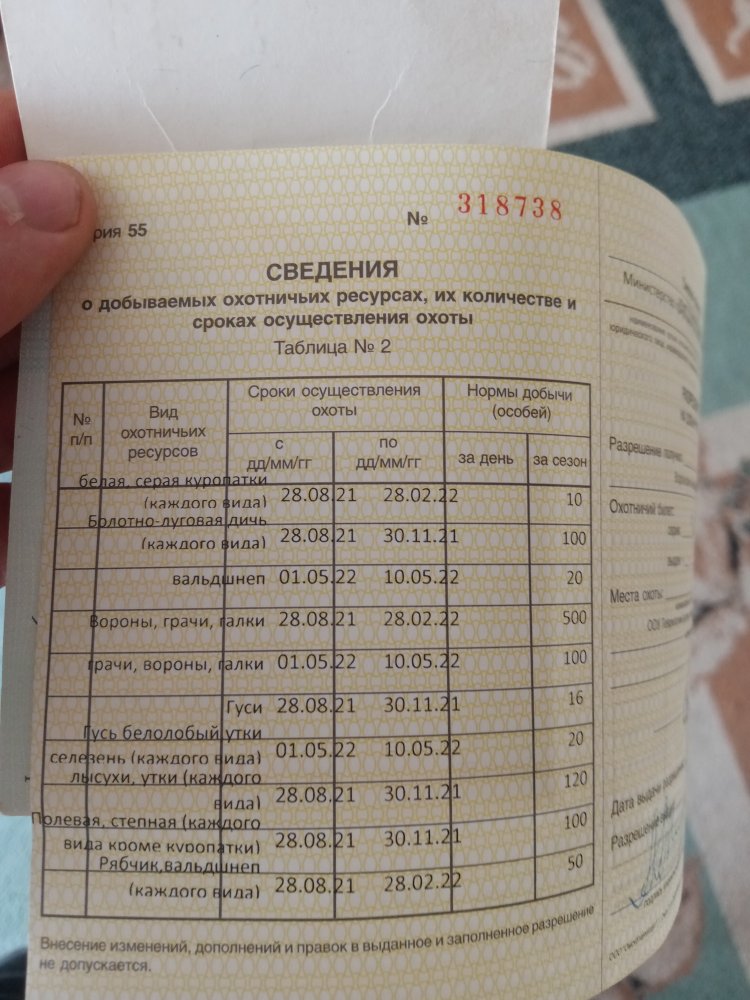 рия 55
№ 318738
СВЕДЕНИЯ
о добываемых охотничьих ресурсах, их количестве и
сроках осуществления охоты
Таблица № 2
№ п/п Вид охотничьих ресурсов Сроки осуществления охоты Нормы добычи (особей)
с дд/мм/гг по дд/мм/гг за день за сезон
белая, серая куропатки
(каждого вида) 28.08.21 28.02.22 10
Болотно-луговая дичь
(каждого вида) 28.08.21 30.11.21 100
вальдшнеп 01.05.22 10.05.22 20
Вороны, грачи, галки 28.08.21 28.02.22 500
грачи, вороны, галки 01.05.22 10.05.22 100
Гуси 28.08.21 30.11.21 16
Гусь белолобый,утки
селезень (каждого вида) 01.05.22 10.05.22 20
лысухи, утки (каждого
вида) 28.08.21 30.11.21 120
Полевая, степная (каждого
вида кроме куропатки) 28.08.21 30.11.21 100
Рябчик,вальдшнеп
(каждого вида) 28.08.21 28.02.22 50
Внесение изменений, дополнений и правок в выданное и заполненное разрешение
не допускается.
Министерство
Разрешение
Охотничий билет:
Места охоты
Дата выдачи
Разрешение